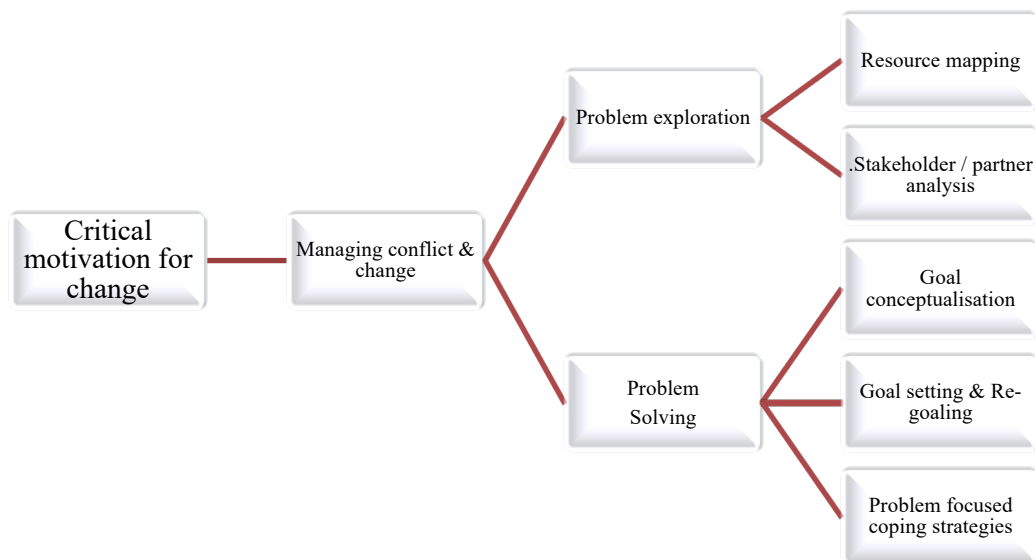 Critical
motivation for
change
Managing conflict &
change
Problem exploration
Resource mapping
.Stakeholder / partner
analysis
Problem
Solving
Goal
conceptualisation
Goal setting & Re-
goaling
Problem focused
coping strategies